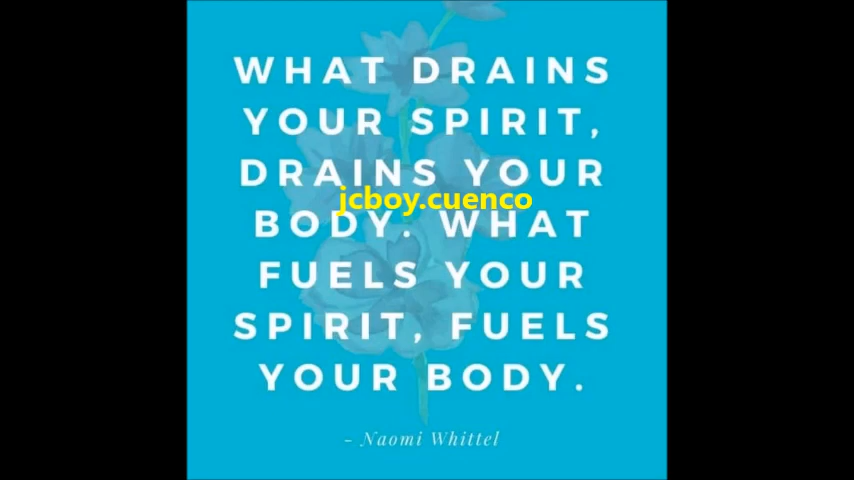 WHAT DRAINS
YOUR SPIRIT,
DRAINS YOUR
jcboy.cuenco
BODY. WHAT
FUELS YOUR
SPIRIT, FUELS
YOUR BODY.
- Naomi Whittel